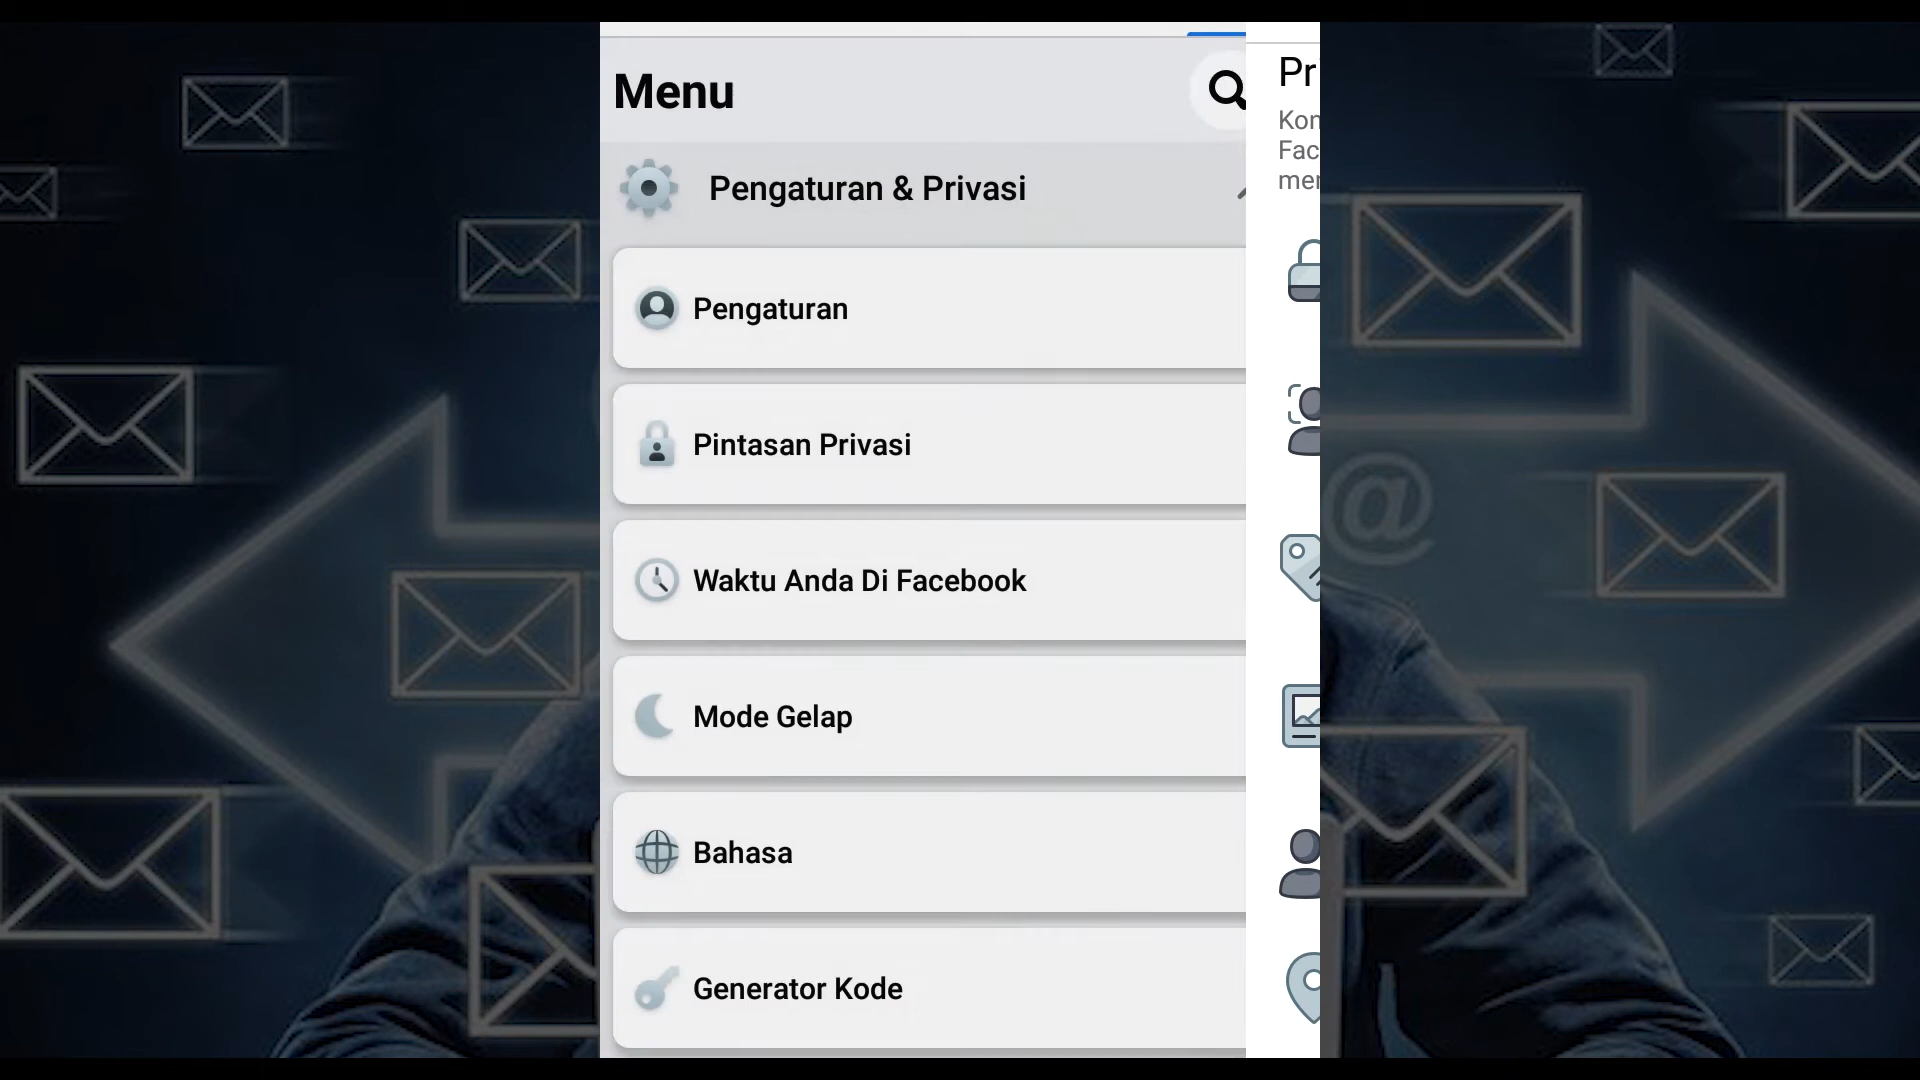 Menu
Pengaturan & Privasi
Pengaturan
Pintasan Privasi
Waktu Anda Di Facebook
Mode Gelap
Bahasa
Generator Kode
@